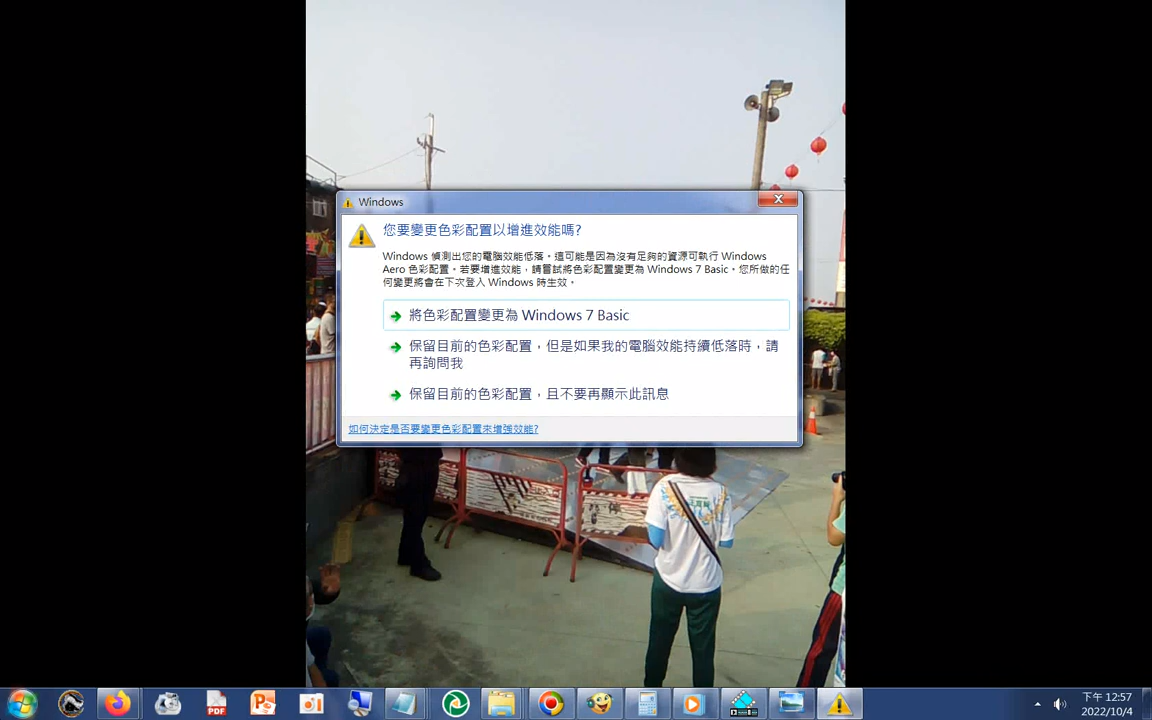 Windows
您要變更色彩配置以增進效能嗎?
Windows 偵測出您的電腦效能低落。這可能是因為沒有足夠的資源可執行 Windows
Aero 色彩配置。若要增進效能，請嘗試將色彩配置變更為 Windows 7 Basic。您所做的任
何變更將會在下次登入 Windows 時生效。
將色彩配置變更為 Windows 7 Basic
保留目前的色彩配置，但是如果我的電腦效能持續低落時，請
再詢問我
保留目前的色彩配置，且不要再顯示此訊息
如何決定是否要變更色彩配置來增強效能?
PDF
下午 12:57
2022/10/4